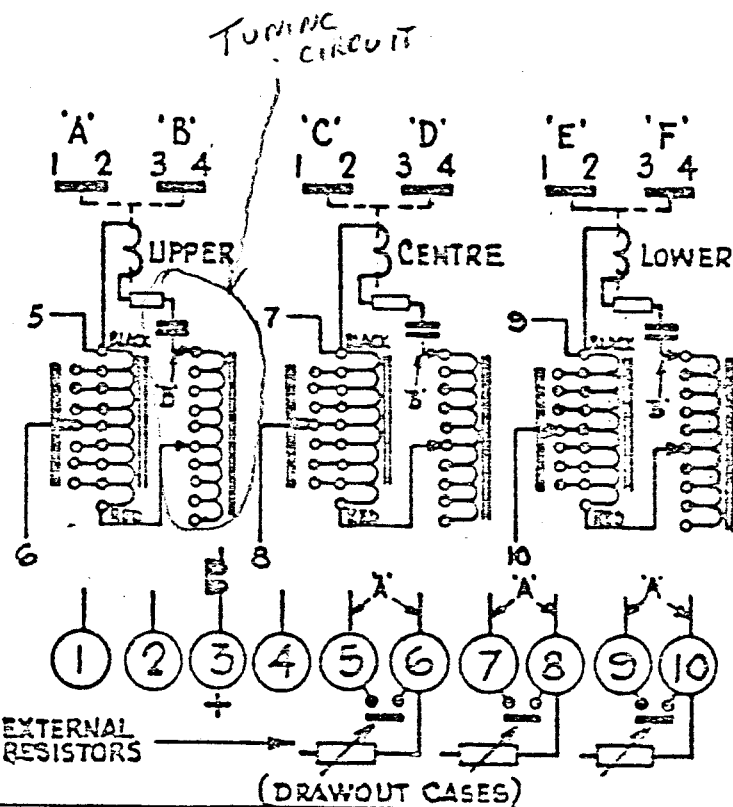 TUNING
CIRCUIT
'A' 'B' 'C' 'D' 'E' 'F'
1 2 3 4 1 2 3 4 1 2 3 4
UPPER CENTRE LOWER
5 7 9
BLACK BLACK BLACK
'B' 'B' 'B'
6 8 10
RED RED RED
'A' 'A' 'A'
1 2 3 4 5 6 7 8 9 10
+
EXTERNAL
RESISTORS
(DRAWOUT CASES)